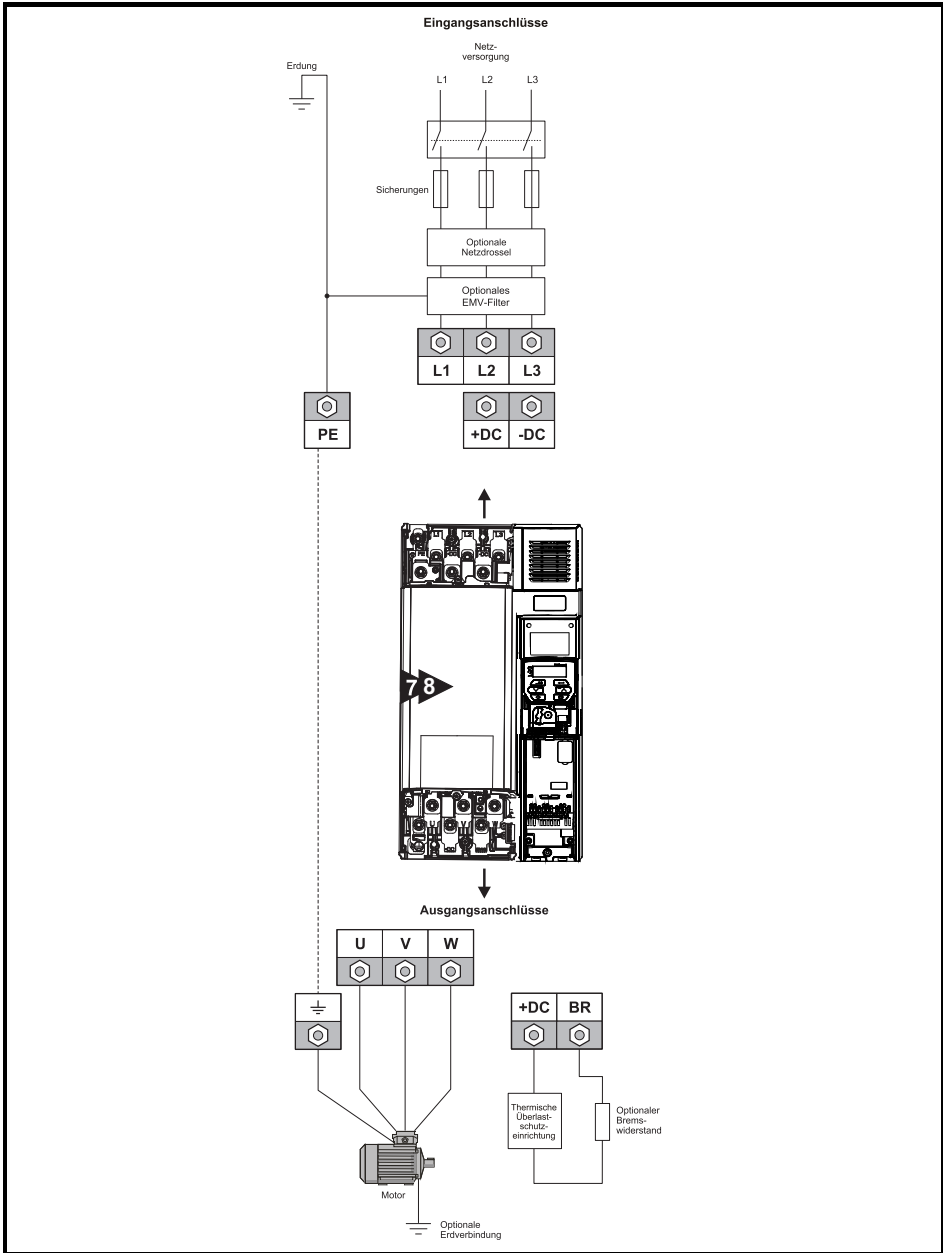 Eingangsanschlüsse
Netz-
versorgung
Erdung
L1 L2 L3
Sicherungen
Optionale
Netzdrossel
Optionales
EMV-Filter
L1 L2 L3
PE
+DC -DC
7 8
Ausgangsanschlüsse
U V W
+DC BR
Thermische
Überlast-
schutz-
einrichtung
Optionaler
Brems-
widerstand
Motor
Optionale
Erdverbindung